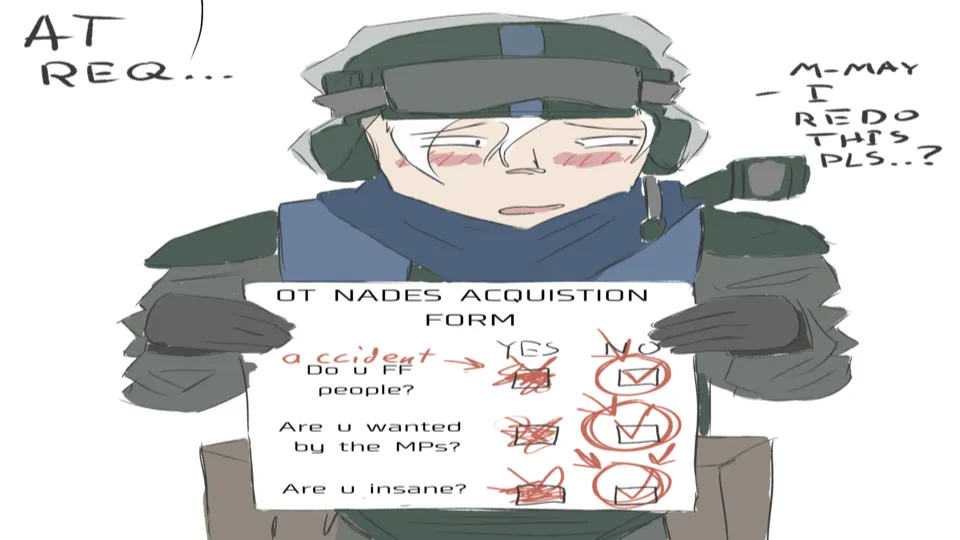 AT
REQ...
M-MAY
I
REDO
THIS
PLS..?
OT NADES ACQUISTION
FORM
YES NO
accident
Do u FF
people?
Are u wanted
by the MPs?
Are u insane?